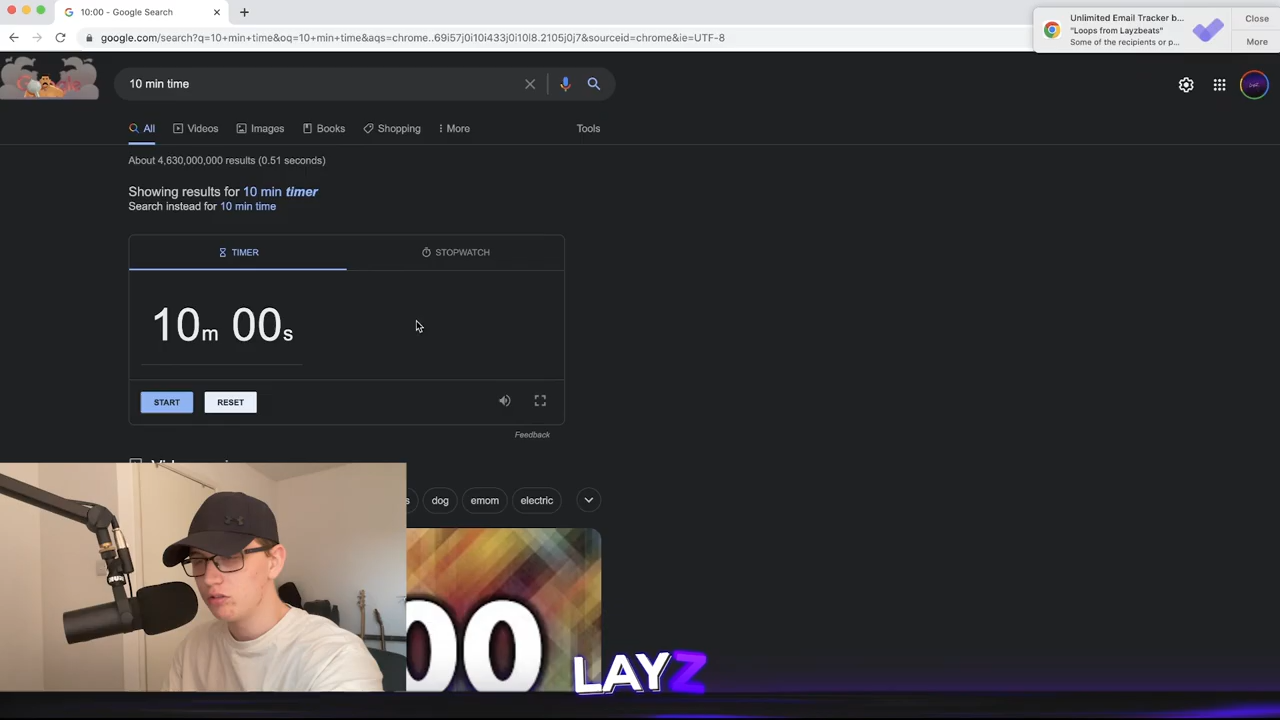 10:00 - Google Search
google.com/search?q=10+min+time&oq=10+min+time&aqs=chrome..69i57j0i10i433j0i10l8.2105j0j7&sourceid=chrome&ie=UTF-8
Unlimited Email Tracker b...
"Loops from Layzbeats"
Some of the recipients or p...
Close
More
Google
10 min time
All
Videos
Images
Books
Shopping
More
Tools
About 4,630,000,000 results (0.51 seconds)
Showing results for 10 min timer
Search instead for 10 min time
TIMER
STOPWATCH
10m 00s
START
RESET
Feedback
s
dog
emom
electric
00
LAYZ